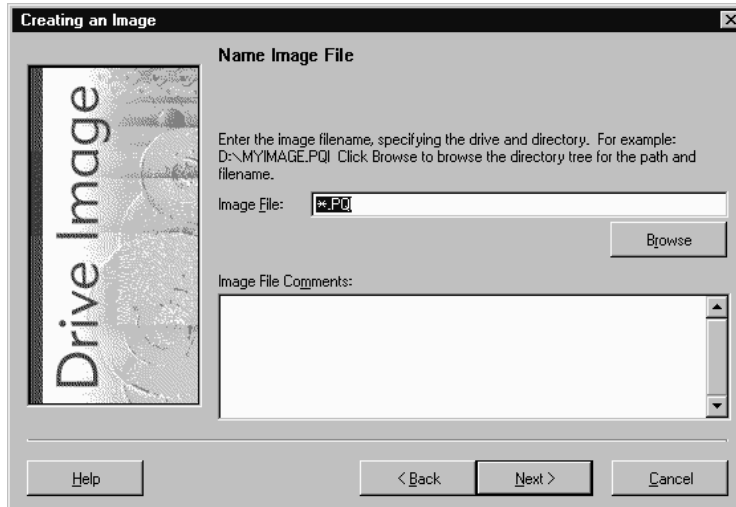 Creating an Image
Drive Image
Name Image File
Enter the image filename, specifying the drive and directory. For example:
D:\MYIMAGE.PQI Click Browse to browse the directory tree for the path and
filename.
Image File: *.PQI
Browse
Image File Comments:
Help
< Back
Next >
Cancel